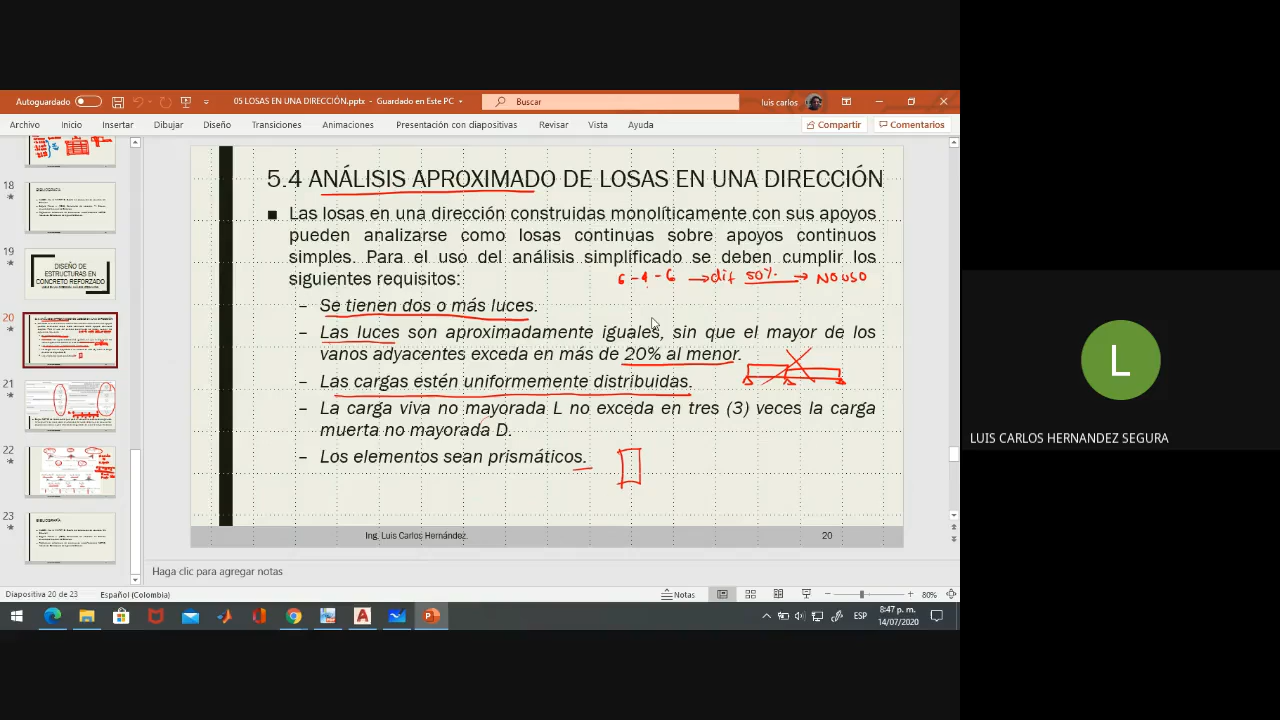 Autoguardado
05 LOSAS EN UNA DIRECCIÓN.pptx - Guardado en Este PC
Buscar
luis carlos
Archivo Inicio Insertar Dibujar Diseño Transiciones Animaciones Presentación con diapositivas Revisar Vista Ayuda Compartir Comentarios
18
19
DISEÑO DE
ESTRUCTURAS EN
CONCRETO REFORZADO
20
21
22
23
BIBLIOGRAFÍA
5.4 ANÁLISIS APROXIMADO DE LOSAS EN UNA DIRECCIÓN
Las losas en una dirección construidas monolíticamente con sus apoyos
pueden analizarse como losas continuas sobre apoyos continuos
simples. Para el uso del análisis simplificado se deben cumplir los
siguientes requisitos:
6 - 4 - 6 → dif 50% → NO USO
– Se tienen dos o más luces.
– Las luces son aproximadamente iguales, sin que el mayor de los
vanos adyacentes exceda en más de 20% al menor.
– Las cargas estén uniformemente distribuidas.
– La carga viva no mayorada L no exceda en tres (3) veces la carga
muerta no mayorada D.
– Los elementos sean prismáticos.
Ing. Luis Carlos Hernández.
20
Haga clic para agregar notas
Diapositiva 20 de 23
Español (Colombia)
Notas
80%
ESP
8:47 p. m.
14/07/2020
L
LUIS CARLOS HERNANDEZ SEGURA